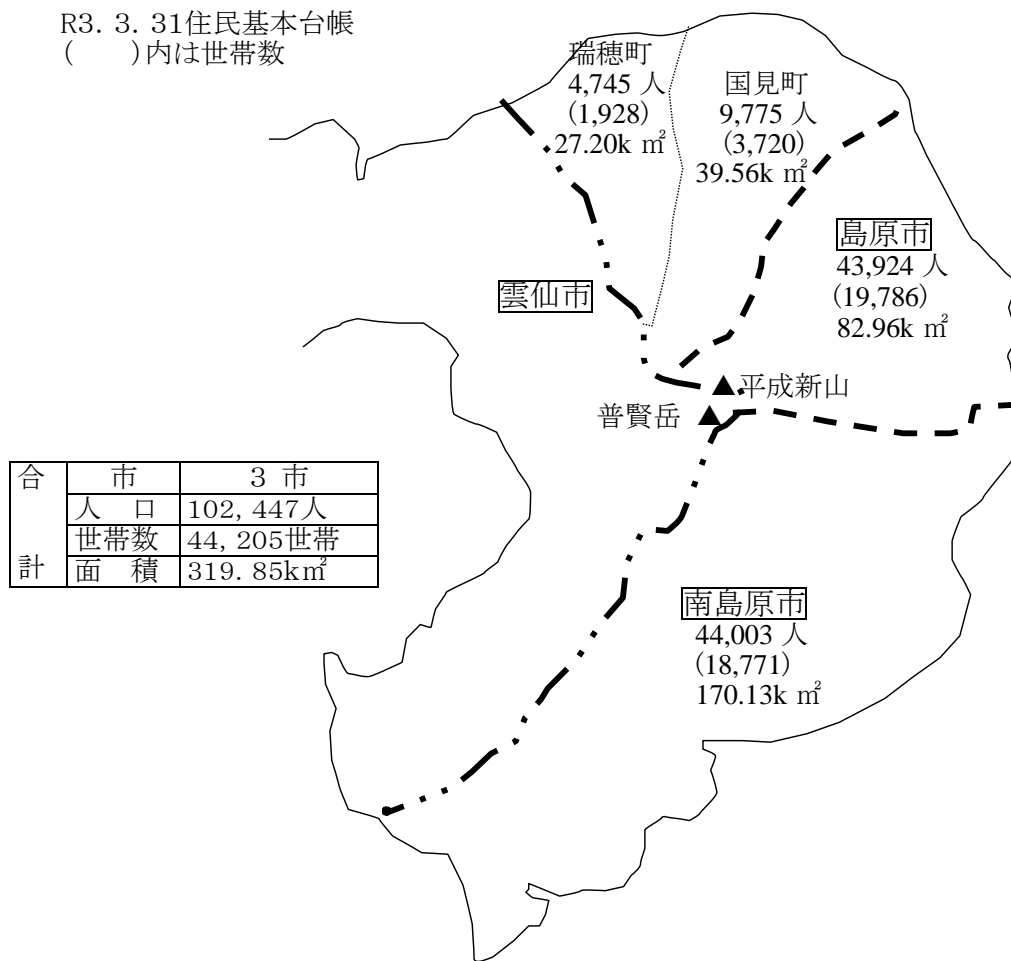 R3.3.31住民基本台帳
(　　)内は世帯数
瑞穂町
4,745 人
(1,928)
27.20k ㎡
国見町
9,775 人
(3,720)
39.56k ㎡
島原市
43,924 人
(19,786)
82.96k ㎡
雲仙市
平成新山
普賢岳
合計
市　3 市
人　口　102,447人
世帯数　44,205世帯
面　積　319.85k㎡
南島原市
44,003 人
(18,771)
170.13k ㎡